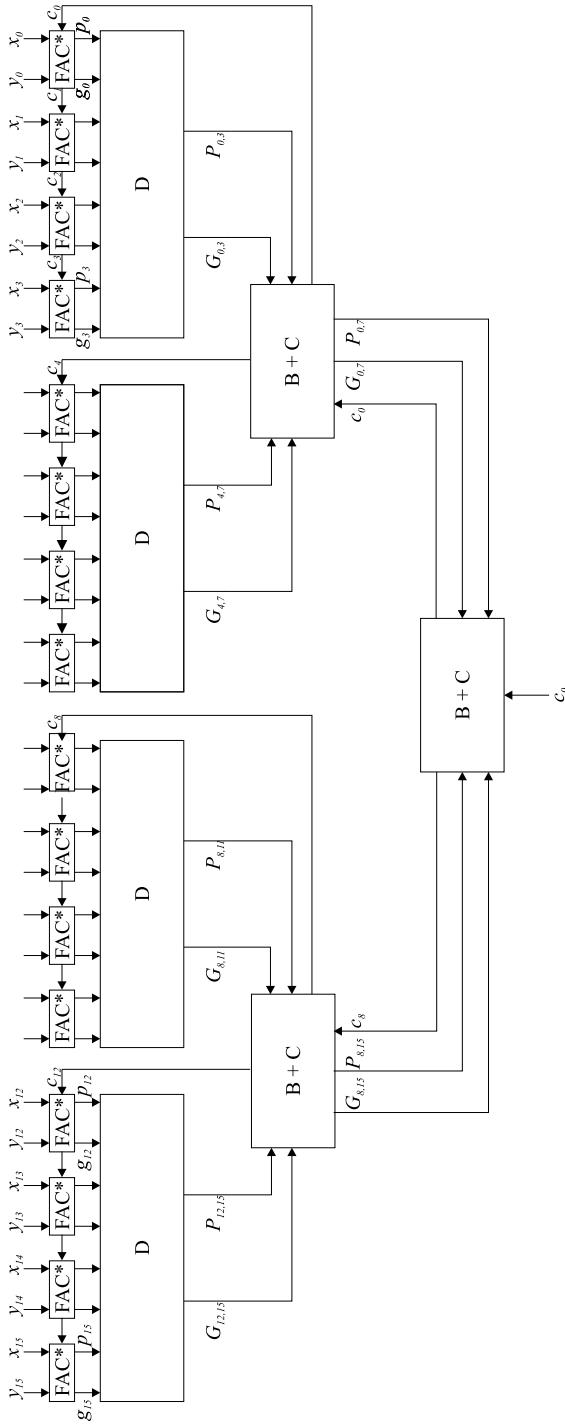 y15 x15 y14 x14 y13 x13 y12 x12 y3 x3 y2 x2 y1 x1 y0 x0
c12 c8 c4 c3 c2 c c0
FAC* FAC* FAC* FAC* FAC* FAC* FAC* FAC* FAC* FAC* FAC* FAC* FAC* FAC* FAC* FAC*
g15 p15 g12 p12 g3 p3 g0 p0
D D D D
G12,15 P12,15 G8,11 P8,11 G4,7 P4,7 G0,3 P0,3
B + C B + C
G8,15 P8,15 c8 c0 G0,7 P0,7
B + C
c0